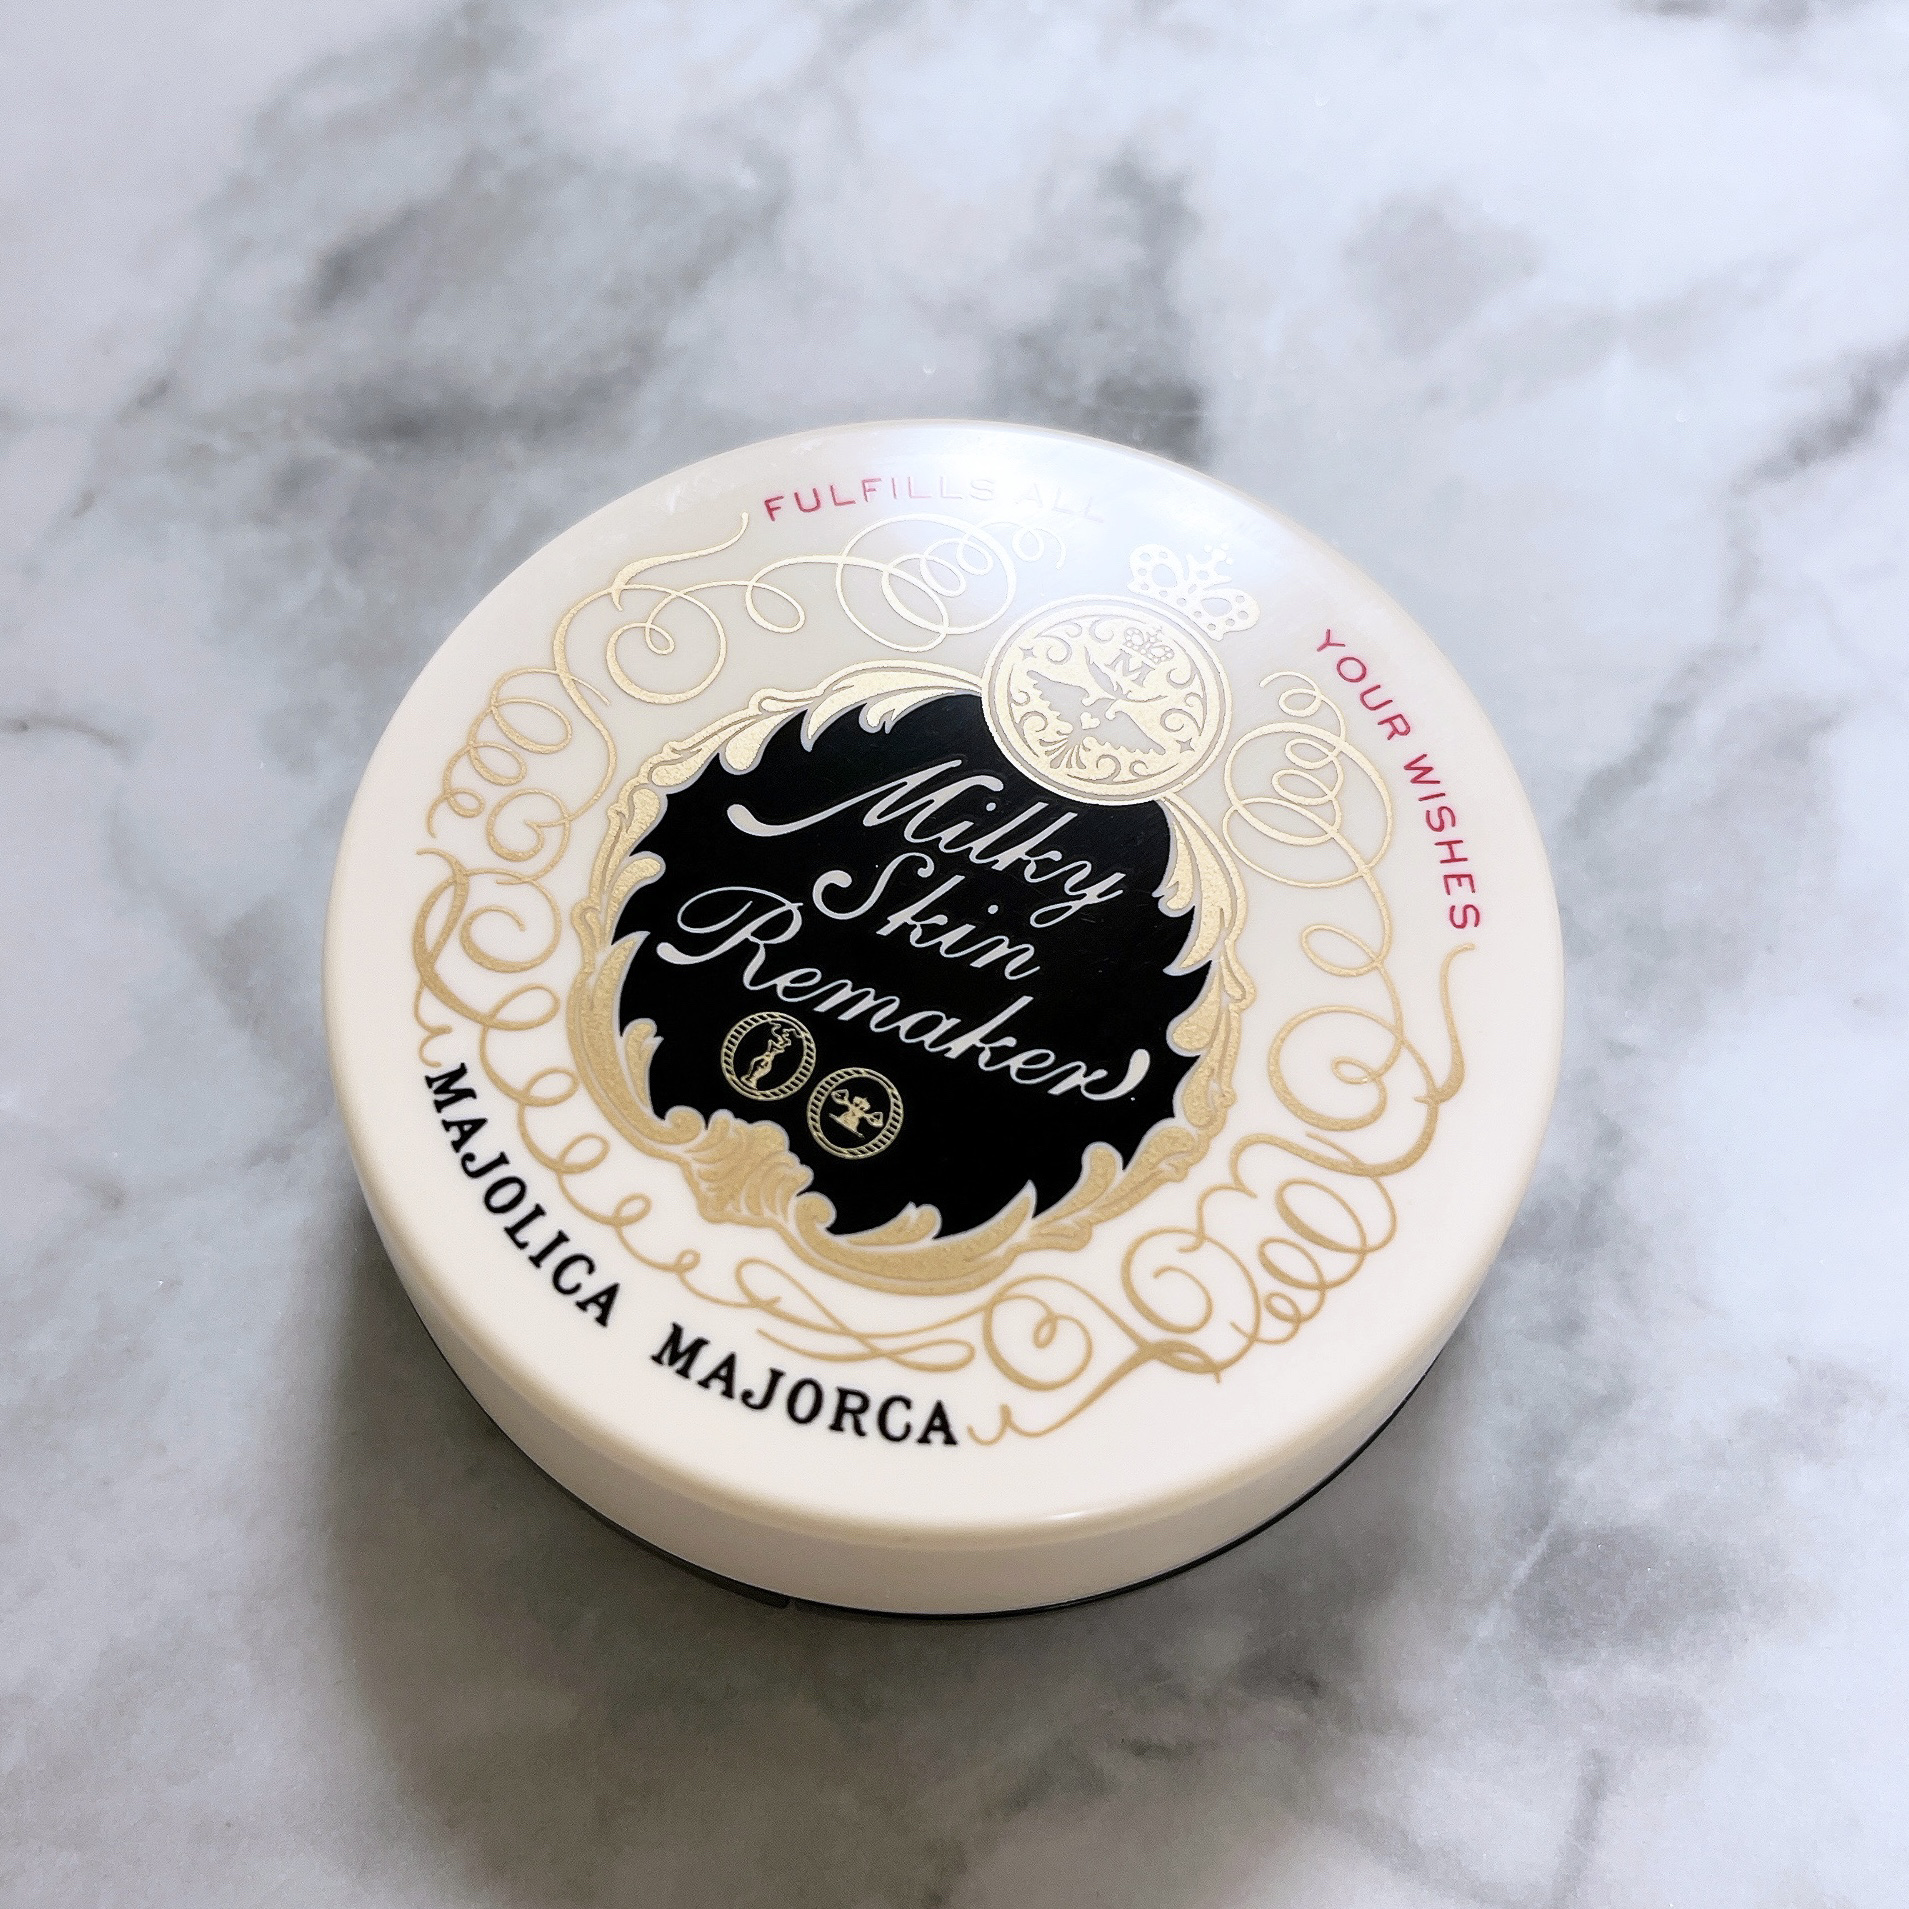 FULFILLS ALL
YOUR WISHES
M
Milky
Skin
Remaker
MAJOLICA MAJORCA